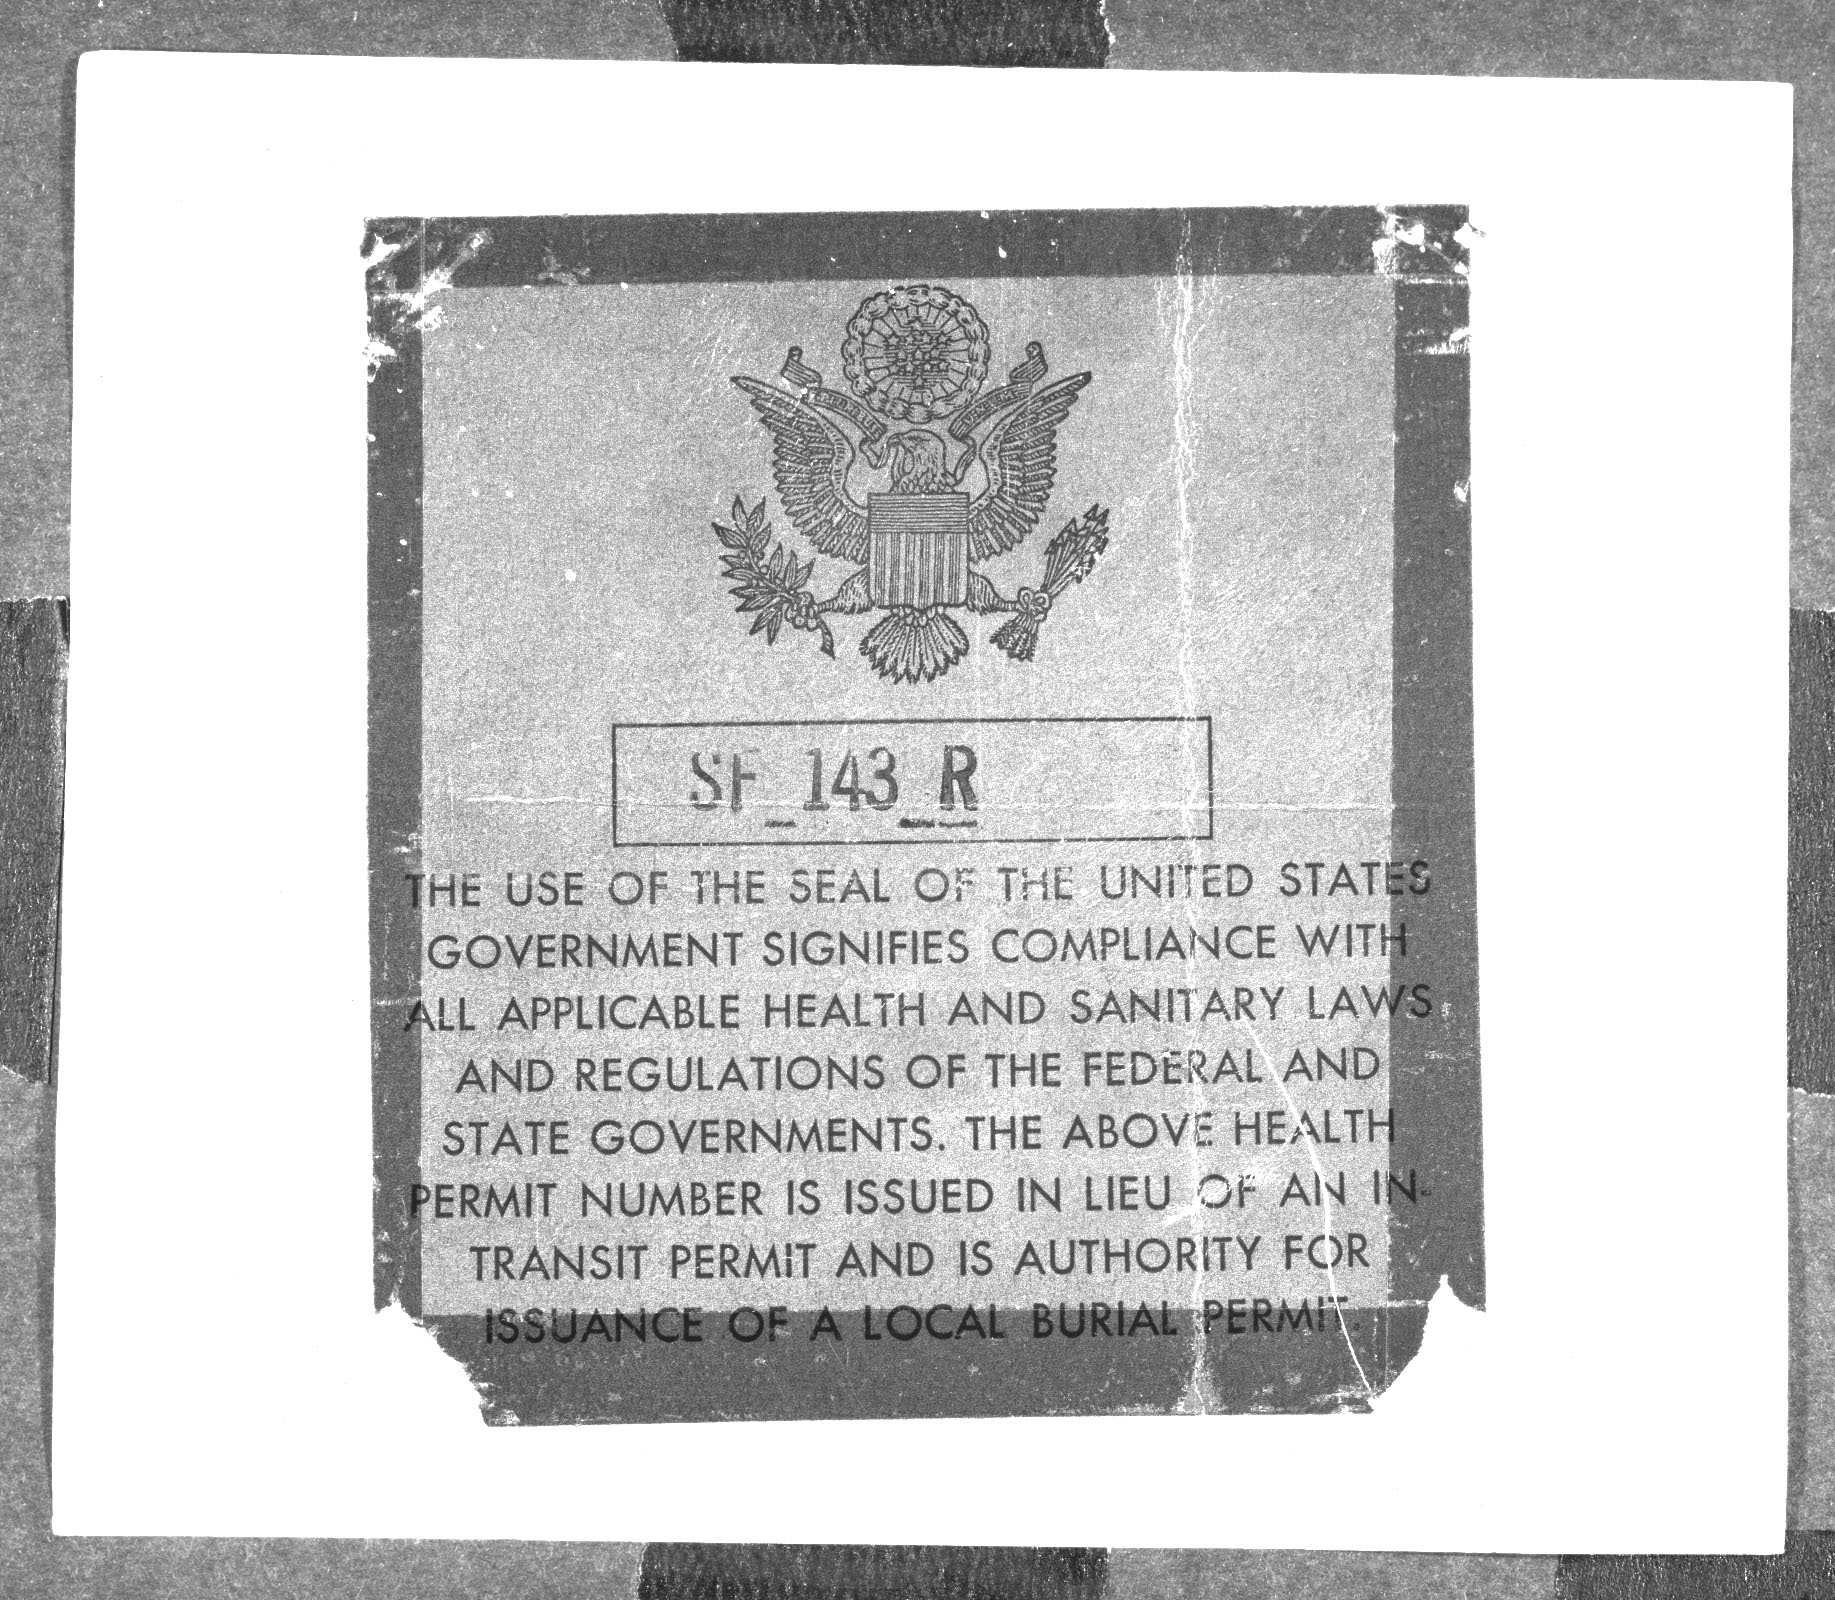 SF_143_R
THE USE OF THE SEAL OF THE UNITED STATES
GOVERNMENT SIGNIFIES COMPLIANCE WITH
ALL APPLICABLE HEALTH AND SANITARY LAWS
AND REGULATIONS OF THE FEDERAL AND
STATE GOVERNMENTS. THE ABOVE HEALTH
PERMIT NUMBER IS ISSUED IN LIEU OF AN IN-
TRANSIT PERMIT AND IS AUTHORITY FOR
ISSUANCE OF A LOCAL BURIAL PERMIT.